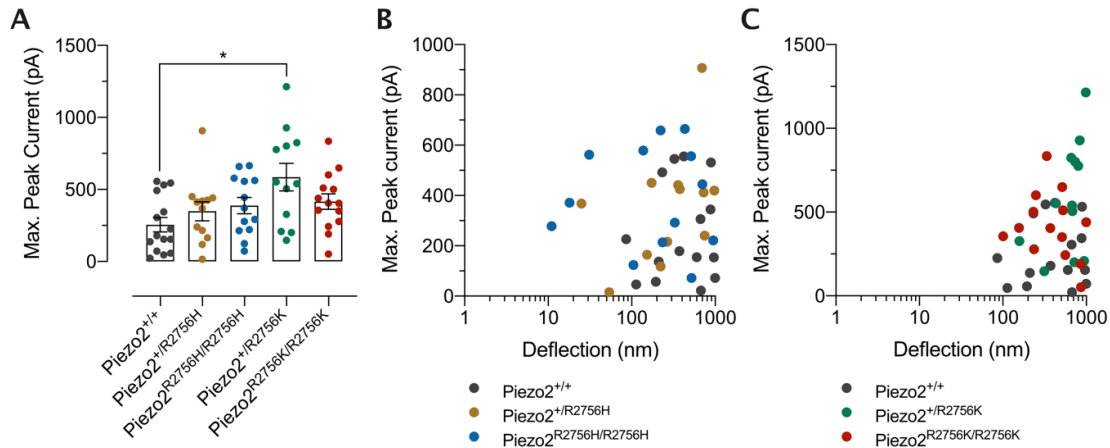 A
Max. Peak Current (pA)
1500
1000
500
0
*
Piezo2+/+
Piezo2+/R2756H
Piezo2R2756H/R2756H
Piezo2+/R2756K
Piezo2R2756K/R2756K
B
Max. Peak current (pA)
1000
800
600
400
200
0
1 10 100 1000
Deflection (nm)
Piezo2+/+
Piezo2+/R2756H
Piezo2R2756H/R2756H
C
Max. Peak current (pA)
1500
1000
500
0
1 10 100 1000
Deflection (nm)
Piezo2+/+
Piezo2+/R2756K
Piezo2R2756K/R2756K